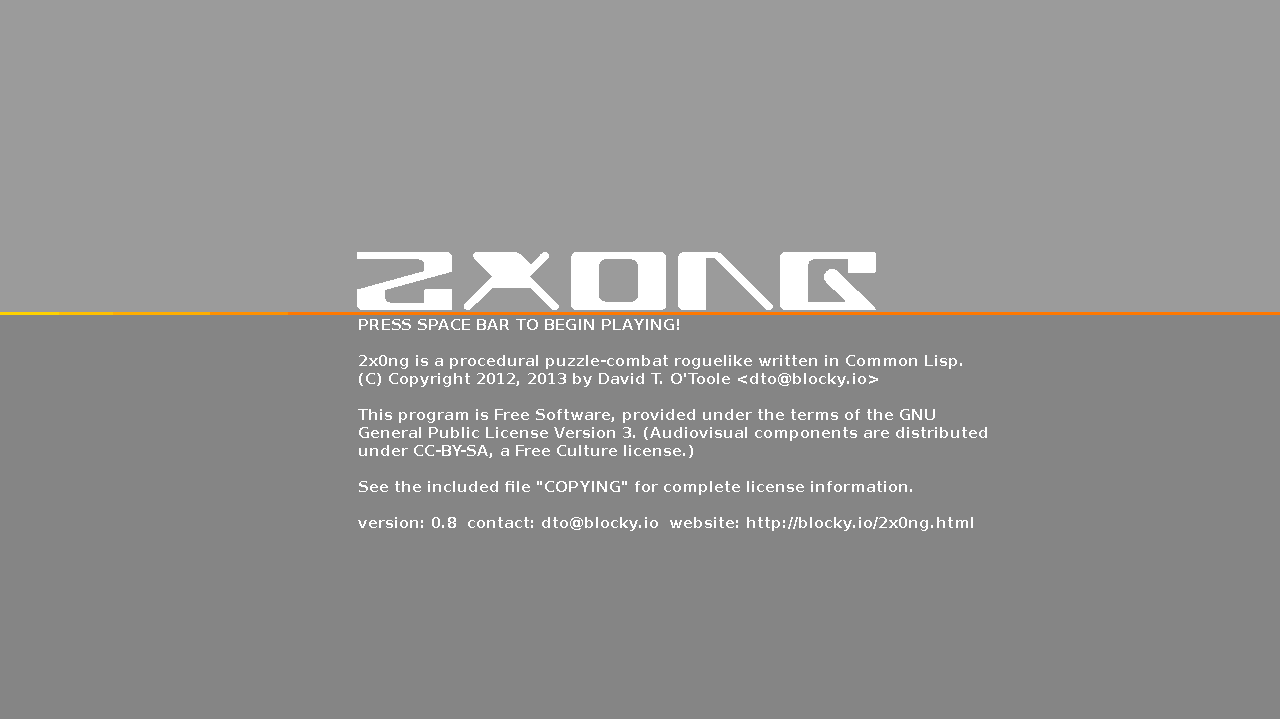 2X0NG
PRESS SPACE BAR TO BEGIN PLAYING!
2x0ng is a procedural puzzle-combat roguelike written in Common Lisp.
(C) Copyright 2012, 2013 by David T. O'Toole <dto@blocky.io>
This program is Free Software, provided under the terms of the GNU
General Public License Version 3. (Audiovisual components are distributed
under CC-BY-SA, a Free Culture license.)
See the included file "COPYING" for complete license information.
version: 0.8  contact: dto@blocky.io  website: http://blocky.io/2x0ng.html